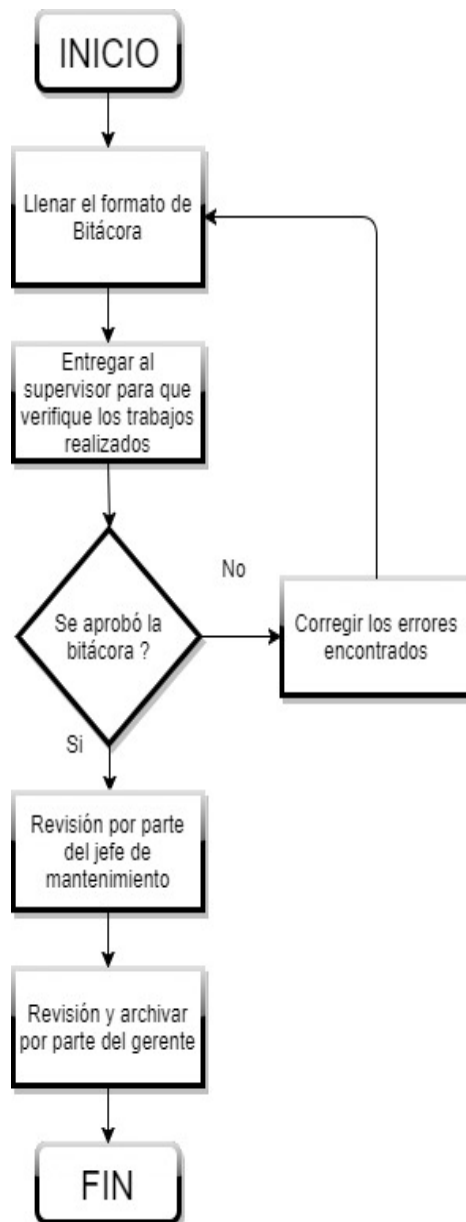 INICIO
Llenar el formato de
Bitácora
Entregar al
supervisor para que
verifique los trabajos
realizados
Se aprobó la
bitácora ?
No
Corregir los errores
encontrados
Si
Revisión por parte
del jefe de
mantenimiento
Revisión y archivar
por parte del gerente
FIN